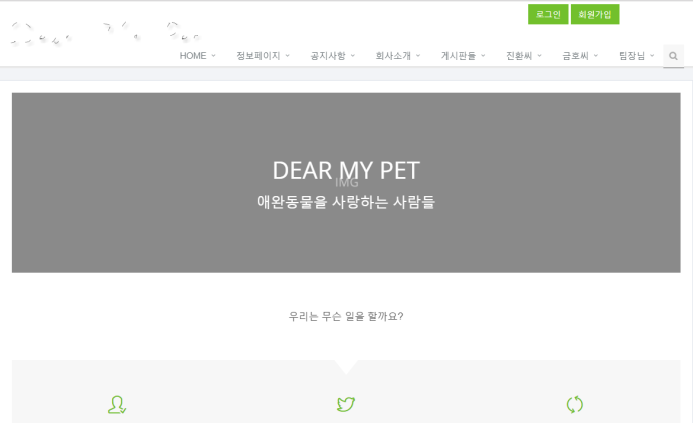 로그인 회원가입
HOME 정보페이지 공지사항 회사소개 게시판들 진환씨 금호씨 팀장님
DEAR MY PET
IMG
애완동물을 사랑하는 사람들
우리는 무슨 일을 할까요?